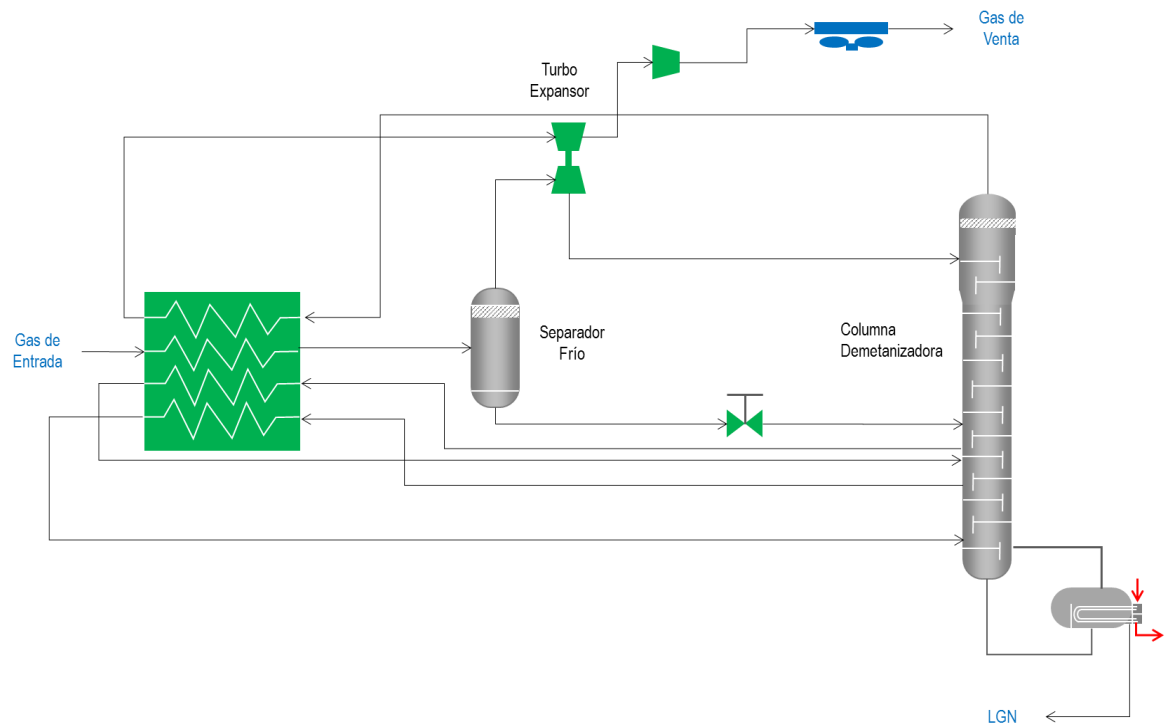 Gas de
Venta
Turbo
Expansor
Gas de
Entrada
Separador
Frío
Columna
Demetanizadora
LGN